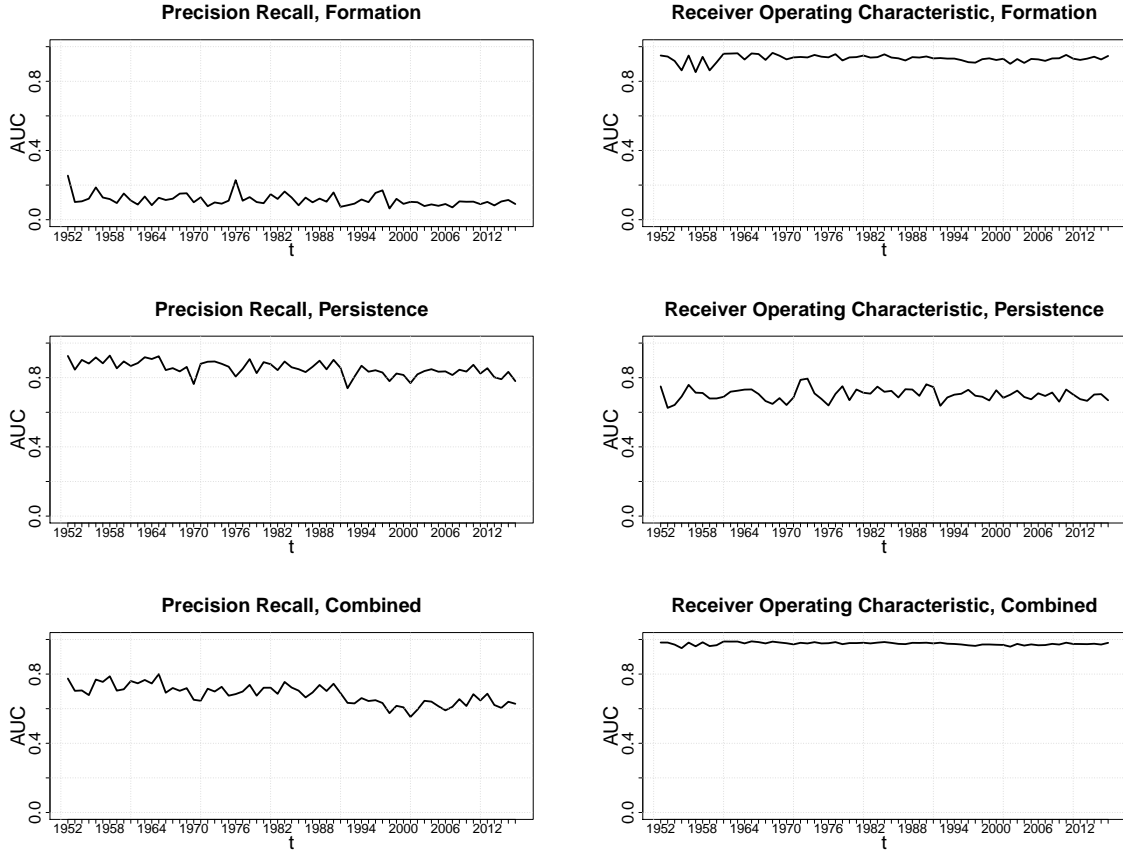 Precision Recall, Formation
AUC
0.0 0.4 0.8
1952 1958 1964 1970 1976 1982 1988 1994 2000 2006 2012
t
Receiver Operating Characteristic, Formation
AUC
0.0 0.4 0.8
1952 1958 1964 1970 1976 1982 1988 1994 2000 2006 2012
t
Precision Recall, Persistence
AUC
0.0 0.4 0.8
1952 1958 1964 1970 1976 1982 1988 1994 2000 2006 2012
t
Receiver Operating Characteristic, Persistence
AUC
0.0 0.4 0.8
1952 1958 1964 1970 1976 1982 1988 1994 2000 2006 2012
t
Precision Recall, Combined
AUC
0.0 0.4 0.8
1952 1958 1964 1970 1976 1982 1988 1994 2000 2006 2012
t
Receiver Operating Characteristic, Combined
AUC
0.0 0.4 0.8
1952 1958 1964 1970 1976 1982 1988 1994 2000 2006 2012
t